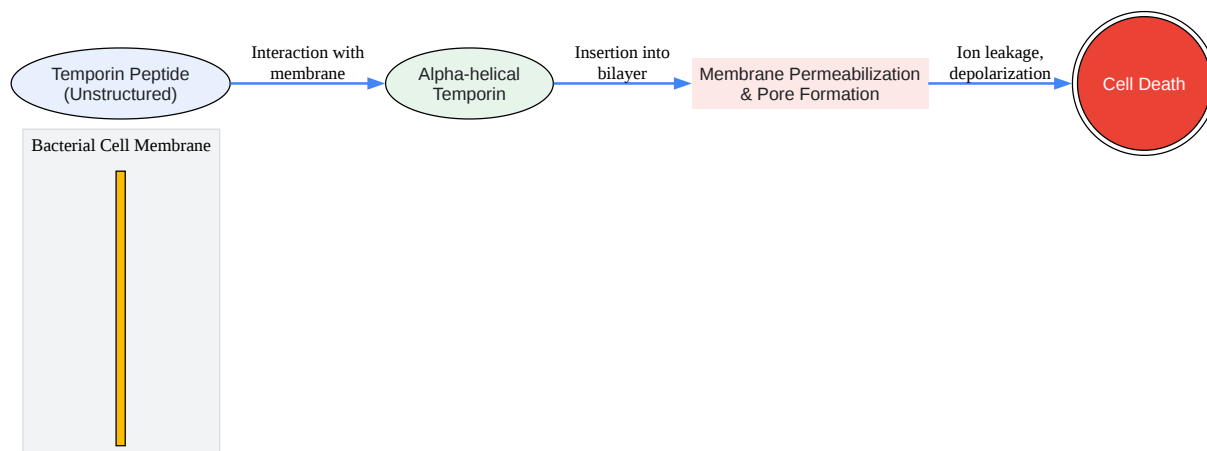 Temporin Peptide
(Unstructured)
Interaction with
membrane
Alpha-helical
Temporin
Insertion into
bilayer
Membrane Permeabilization
& Pore Formation
Ion leakage,
depolarization
Cell Death
Bacterial Cell Membrane